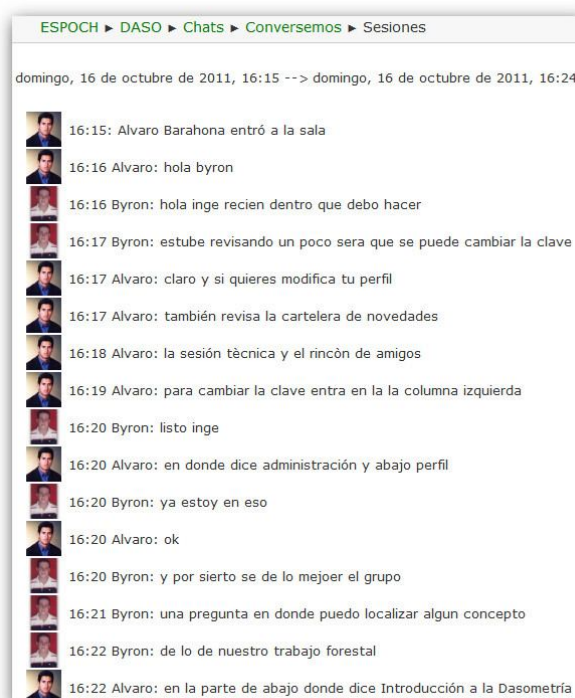 ESPOCH ► DASO ► Chats ► Conversemos ► Sesiones
domingo, 16 de octubre de 2011, 16:15 --> domingo, 16 de octubre de 2011, 16:24
16:15: Alvaro Barahona entró a la sala
16:16 Alvaro: hola byron
16:16 Byron: hola inge recien dentro que debo hacer
16:17 Byron: estube revisando un poco sera que se puede cambiar la clave
16:17 Alvaro: claro y si quieres modifica tu perfil
16:17 Alvaro: también revisa la cartelera de novedades
16:18 Alvaro: la sesión tècnica y el rincòn de amigos
16:19 Alvaro: para cambiar la clave entra en la la columna izquierda
16:20 Byron: listo inge
16:20 Alvaro: en donde dice administración y abajo perfil
16:20 Byron: ya estoy en eso
16:20 Alvaro: ok
16:20 Byron: y por sierto se de lo mejoer el grupo
16:21 Byron: una pregunta en donde puedo localizar algun concepto
16:22 Byron: de lo de nuestro trabajo forestal
16:22 Alvaro: en la parte de abajo donde dice Introducción a la Dasometría